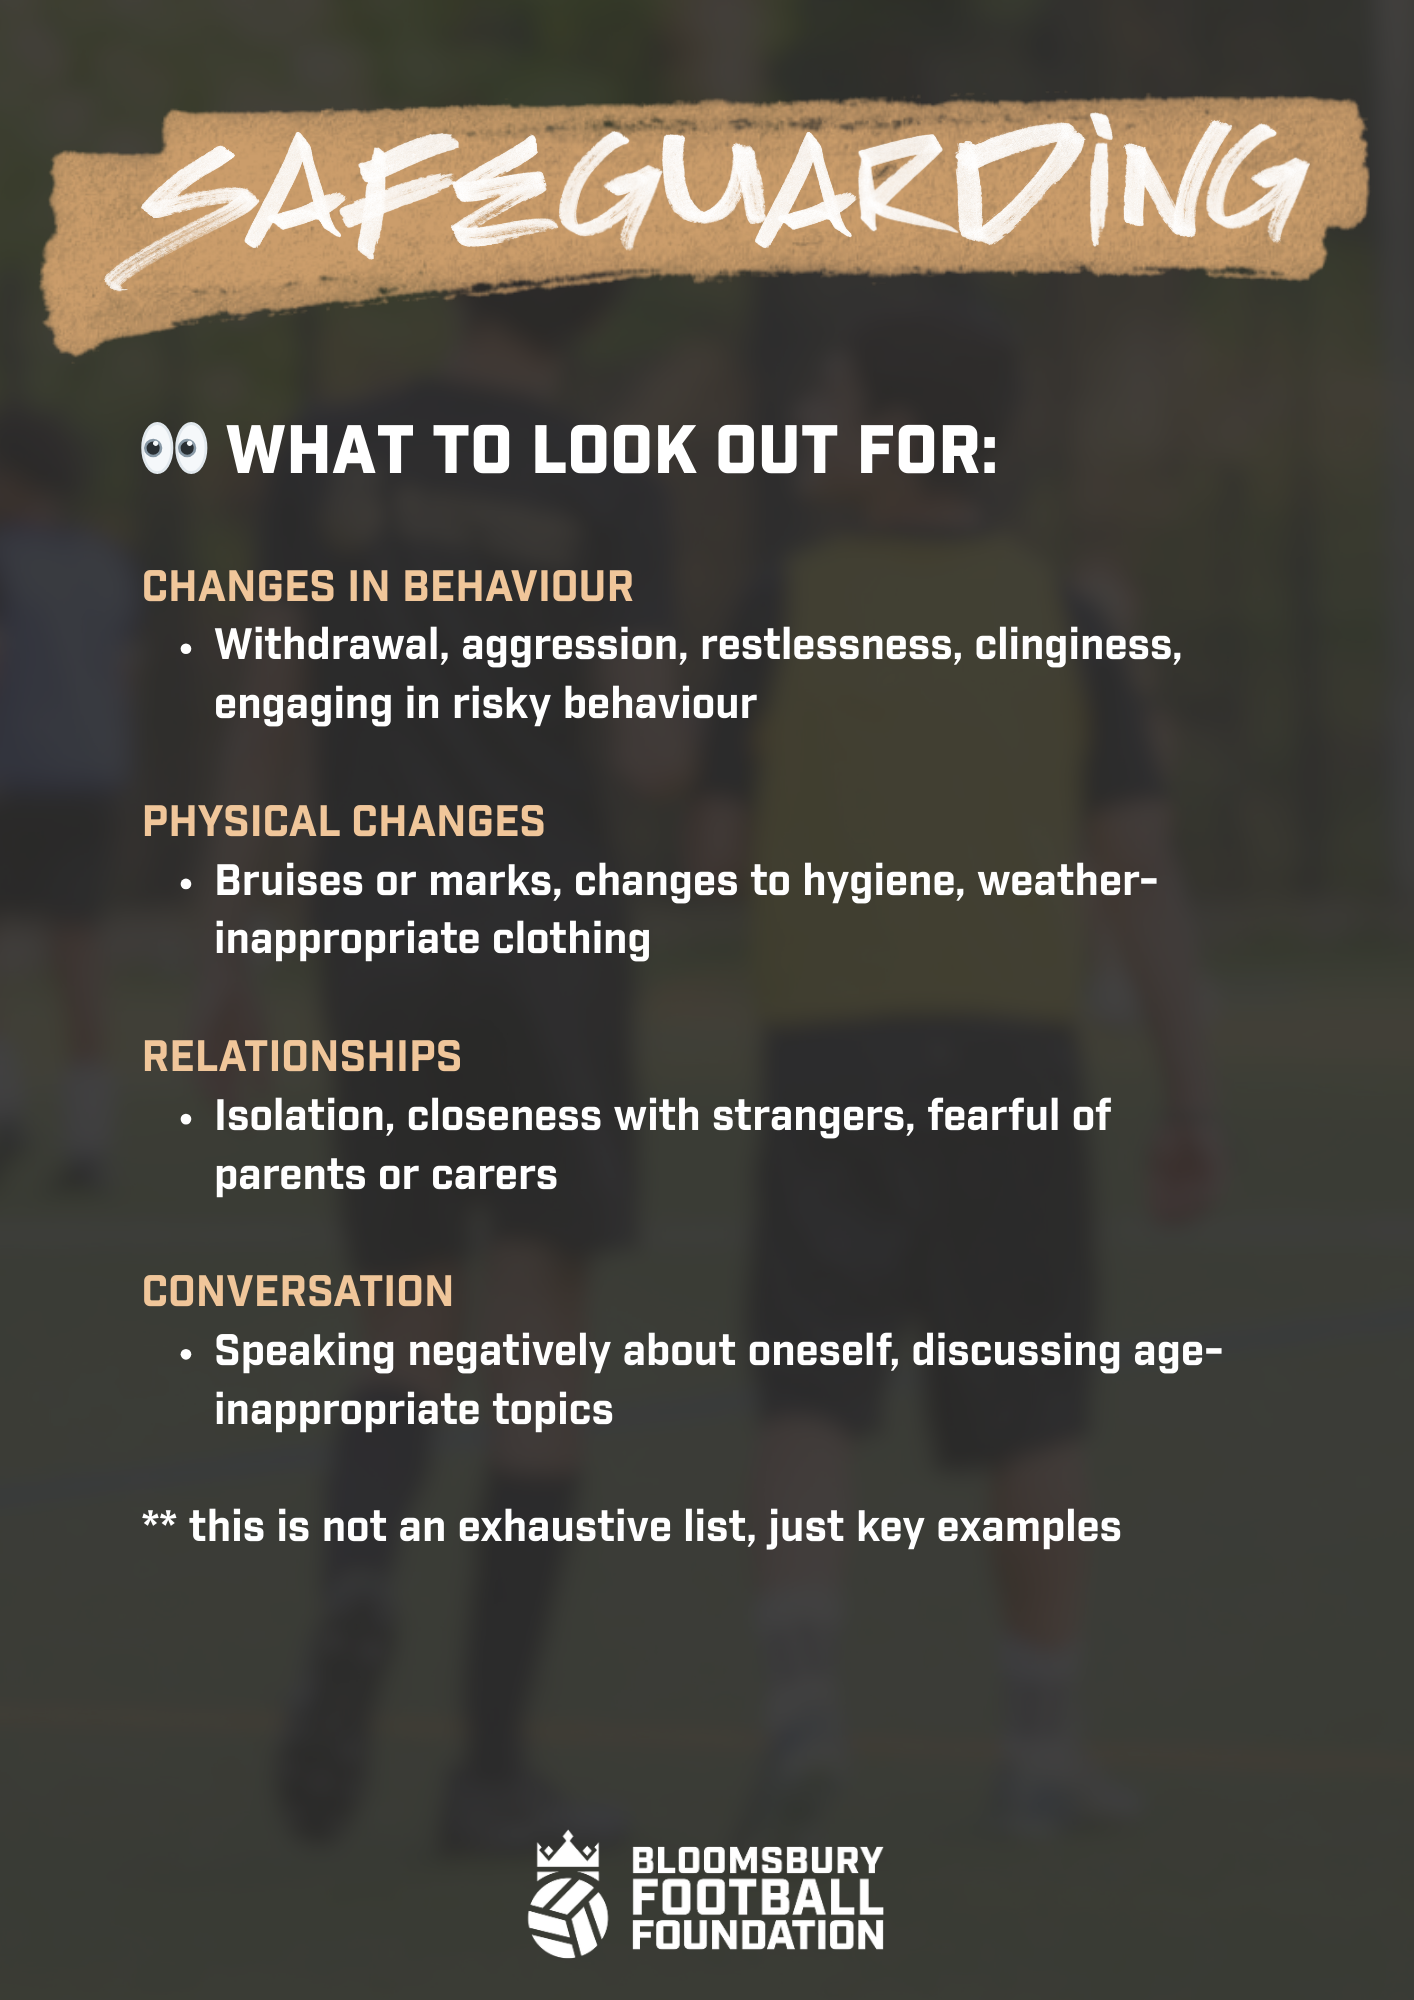 SAFEGUARDING
👀 WHAT TO LOOK OUT FOR:
CHANGES IN BEHAVIOUR
• Withdrawal, aggression, restlessness, clinginess,
engaging in risky behaviour
PHYSICAL CHANGES
• Bruises or marks, changes to hygiene, weather-
inappropriate clothing
RELATIONSHIPS
• Isolation, closeness with strangers, fearful of
parents or carers
CONVERSATION
• Speaking negatively about oneself, discussing age-
inappropriate topics
** this is not an exhaustive list, just key examples
BLOOMSBURY
FOOTBALL
FOUNDATION